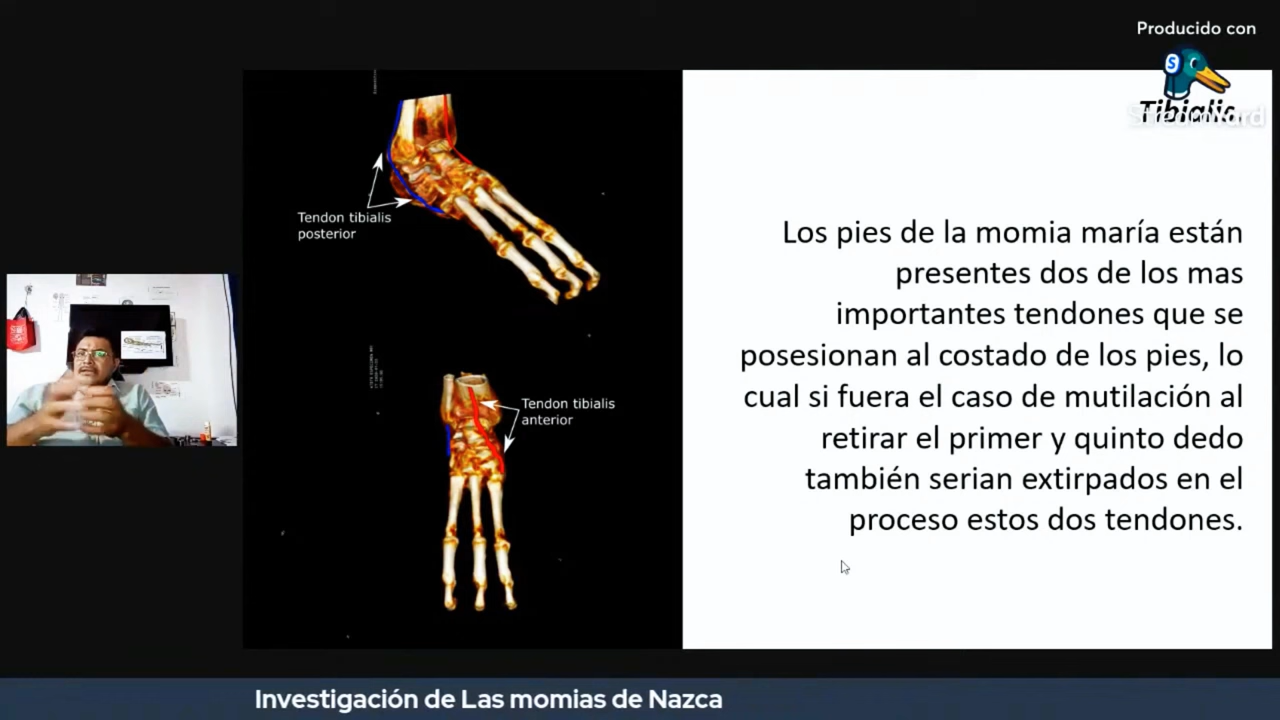 Producido con
StreamYard
Tibialis
Tendon tibialis
posterior
Tendon tibialis
anterior
Los pies de la momia maría están
presentes dos de los mas
importantes tendones que se
posesionan al costado de los pies, lo
cual si fuera el caso de mutilación al
retirar el primer y quinto dedo
también serian extirpados en el
proceso estos dos tendones.
Investigación de Las momias de Nazca